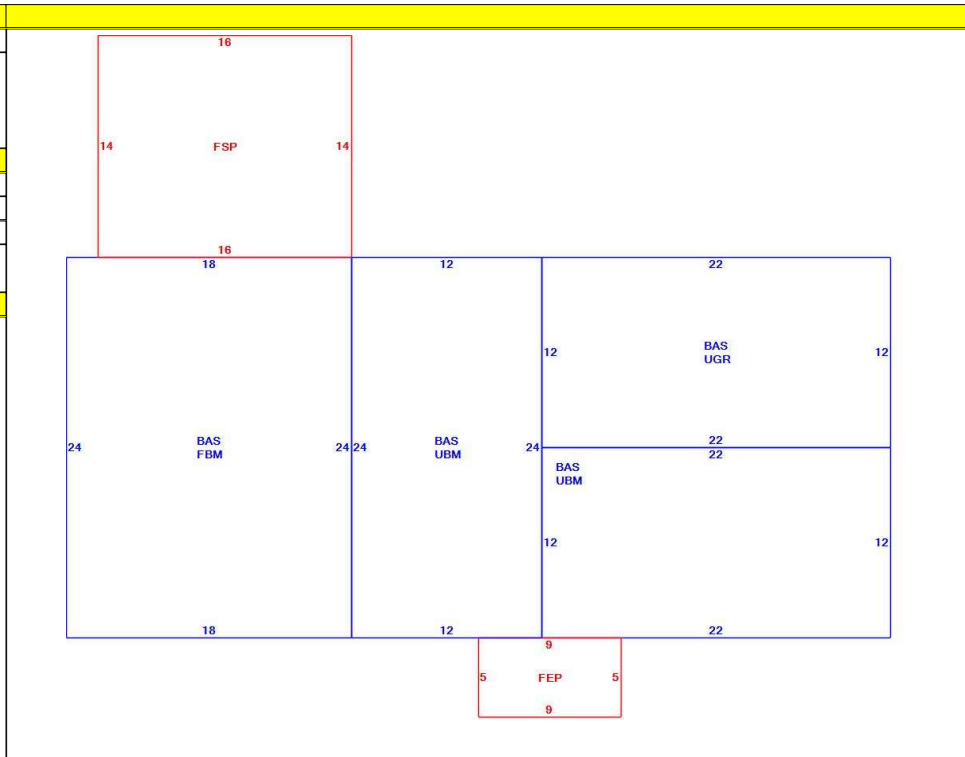 16
14 FSP 14
16
18 12 22
12 BAS 12
UGR
24 BAS 24 24 BAS 24
FBM UBM
22
22
BAS
UBM
12 12
18 12 22
9
5 FEP 5
9